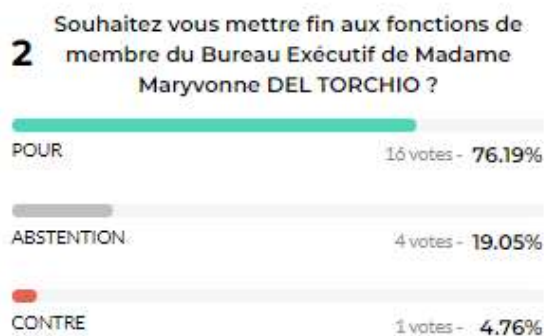 2 Souhaitez vous mettre fin aux fonctions de
membre du Bureau Exécutif de Madame
Maryvonne DEL TORCHIO ?
POUR 16 votes - 76.19%
ABSTENTION 4 votes - 19.05%
CONTRE 1 votes - 4.76%